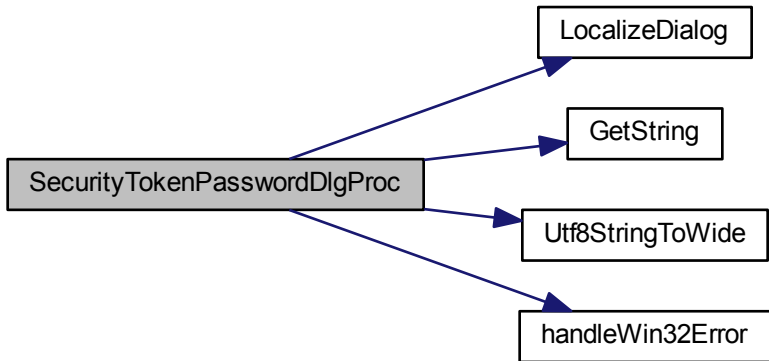 LocalizeDialog
GetString
SecurityTokenPasswordDlgProc
Utf8StringToWide
handleWin32Error